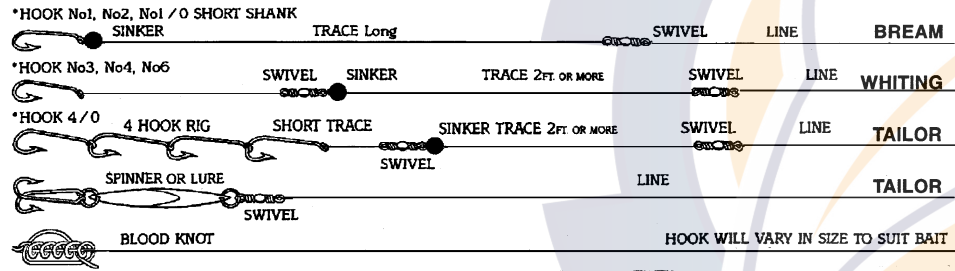 *HOOK No1, No2, No1/0 SHORT SHANK
SINKER TRACE Long SWIVEL LINE BREAM
*HOOK No3, No4, No6
SWIVEL SINKER TRACE 2FT. OR MORE SWIVEL LINE WHITING
*HOOK 4/0
4 HOOK RIG SHORT TRACE SWIVEL SINKER TRACE 2FT. OR MORE SWIVEL LINE TAILOR
SPINNER OR LURE SWIVEL LINE TAILOR
BLOOD KNOT HOOK WILL VARY IN SIZE TO SUIT BAIT